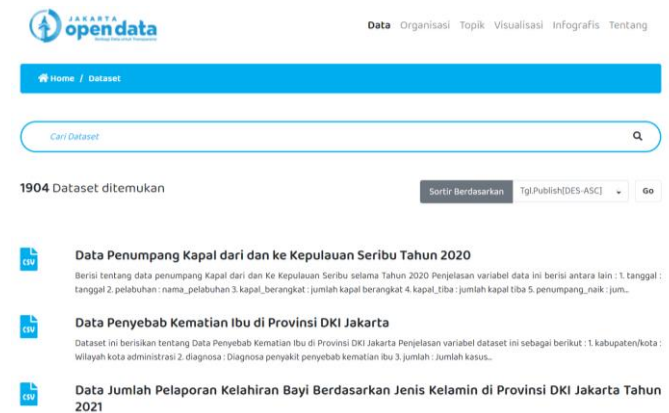 JAKARTA
open data
Data Organisasi Topik Visualisasi Infografis Tentang
Home / Dataset
Cari Dataset
1904 Dataset ditemukan
Sortir Berdasarkan Tgl.Publish[DES-ASC] Go
CSV
Data Penumpang Kapal dari dan ke Kepulauan Seribu Tahun 2020
Berisi tentang data penumpang Kapal dari dan Ke Kepulauan Seribu selama Tahun 2020 Penjelasan variabel data ini berisi antara lain : 1. tanggal :
tanggal 2. pelabuhan : nama_pelabuhan 3. kapal_berangkat : jumlah kapal berangkat 4. kapal_tiba : jumlah kapal tiba 5. penumpang_naik : jum...
CSV
Data Penyebab Kematian Ibu di Provinsi DKI Jakarta
Dataset ini berisikan tentang Data Penyebab Kematian Ibu di Provinsi DKI Jakarta Penjelasan variabel dataset ini sebagai berikut : 1. kabupaten/kota :
Wilayah kota administrasi 2. diagnosa : Diagnosa penyakit penyebab kematian ibu 3. jumlah : Jumlah kasus...
CSV
Data Jumlah Pelaporan Kelahiran Bayi Berdasarkan Jenis Kelamin di Provinsi DKI Jakarta Tahun
2021